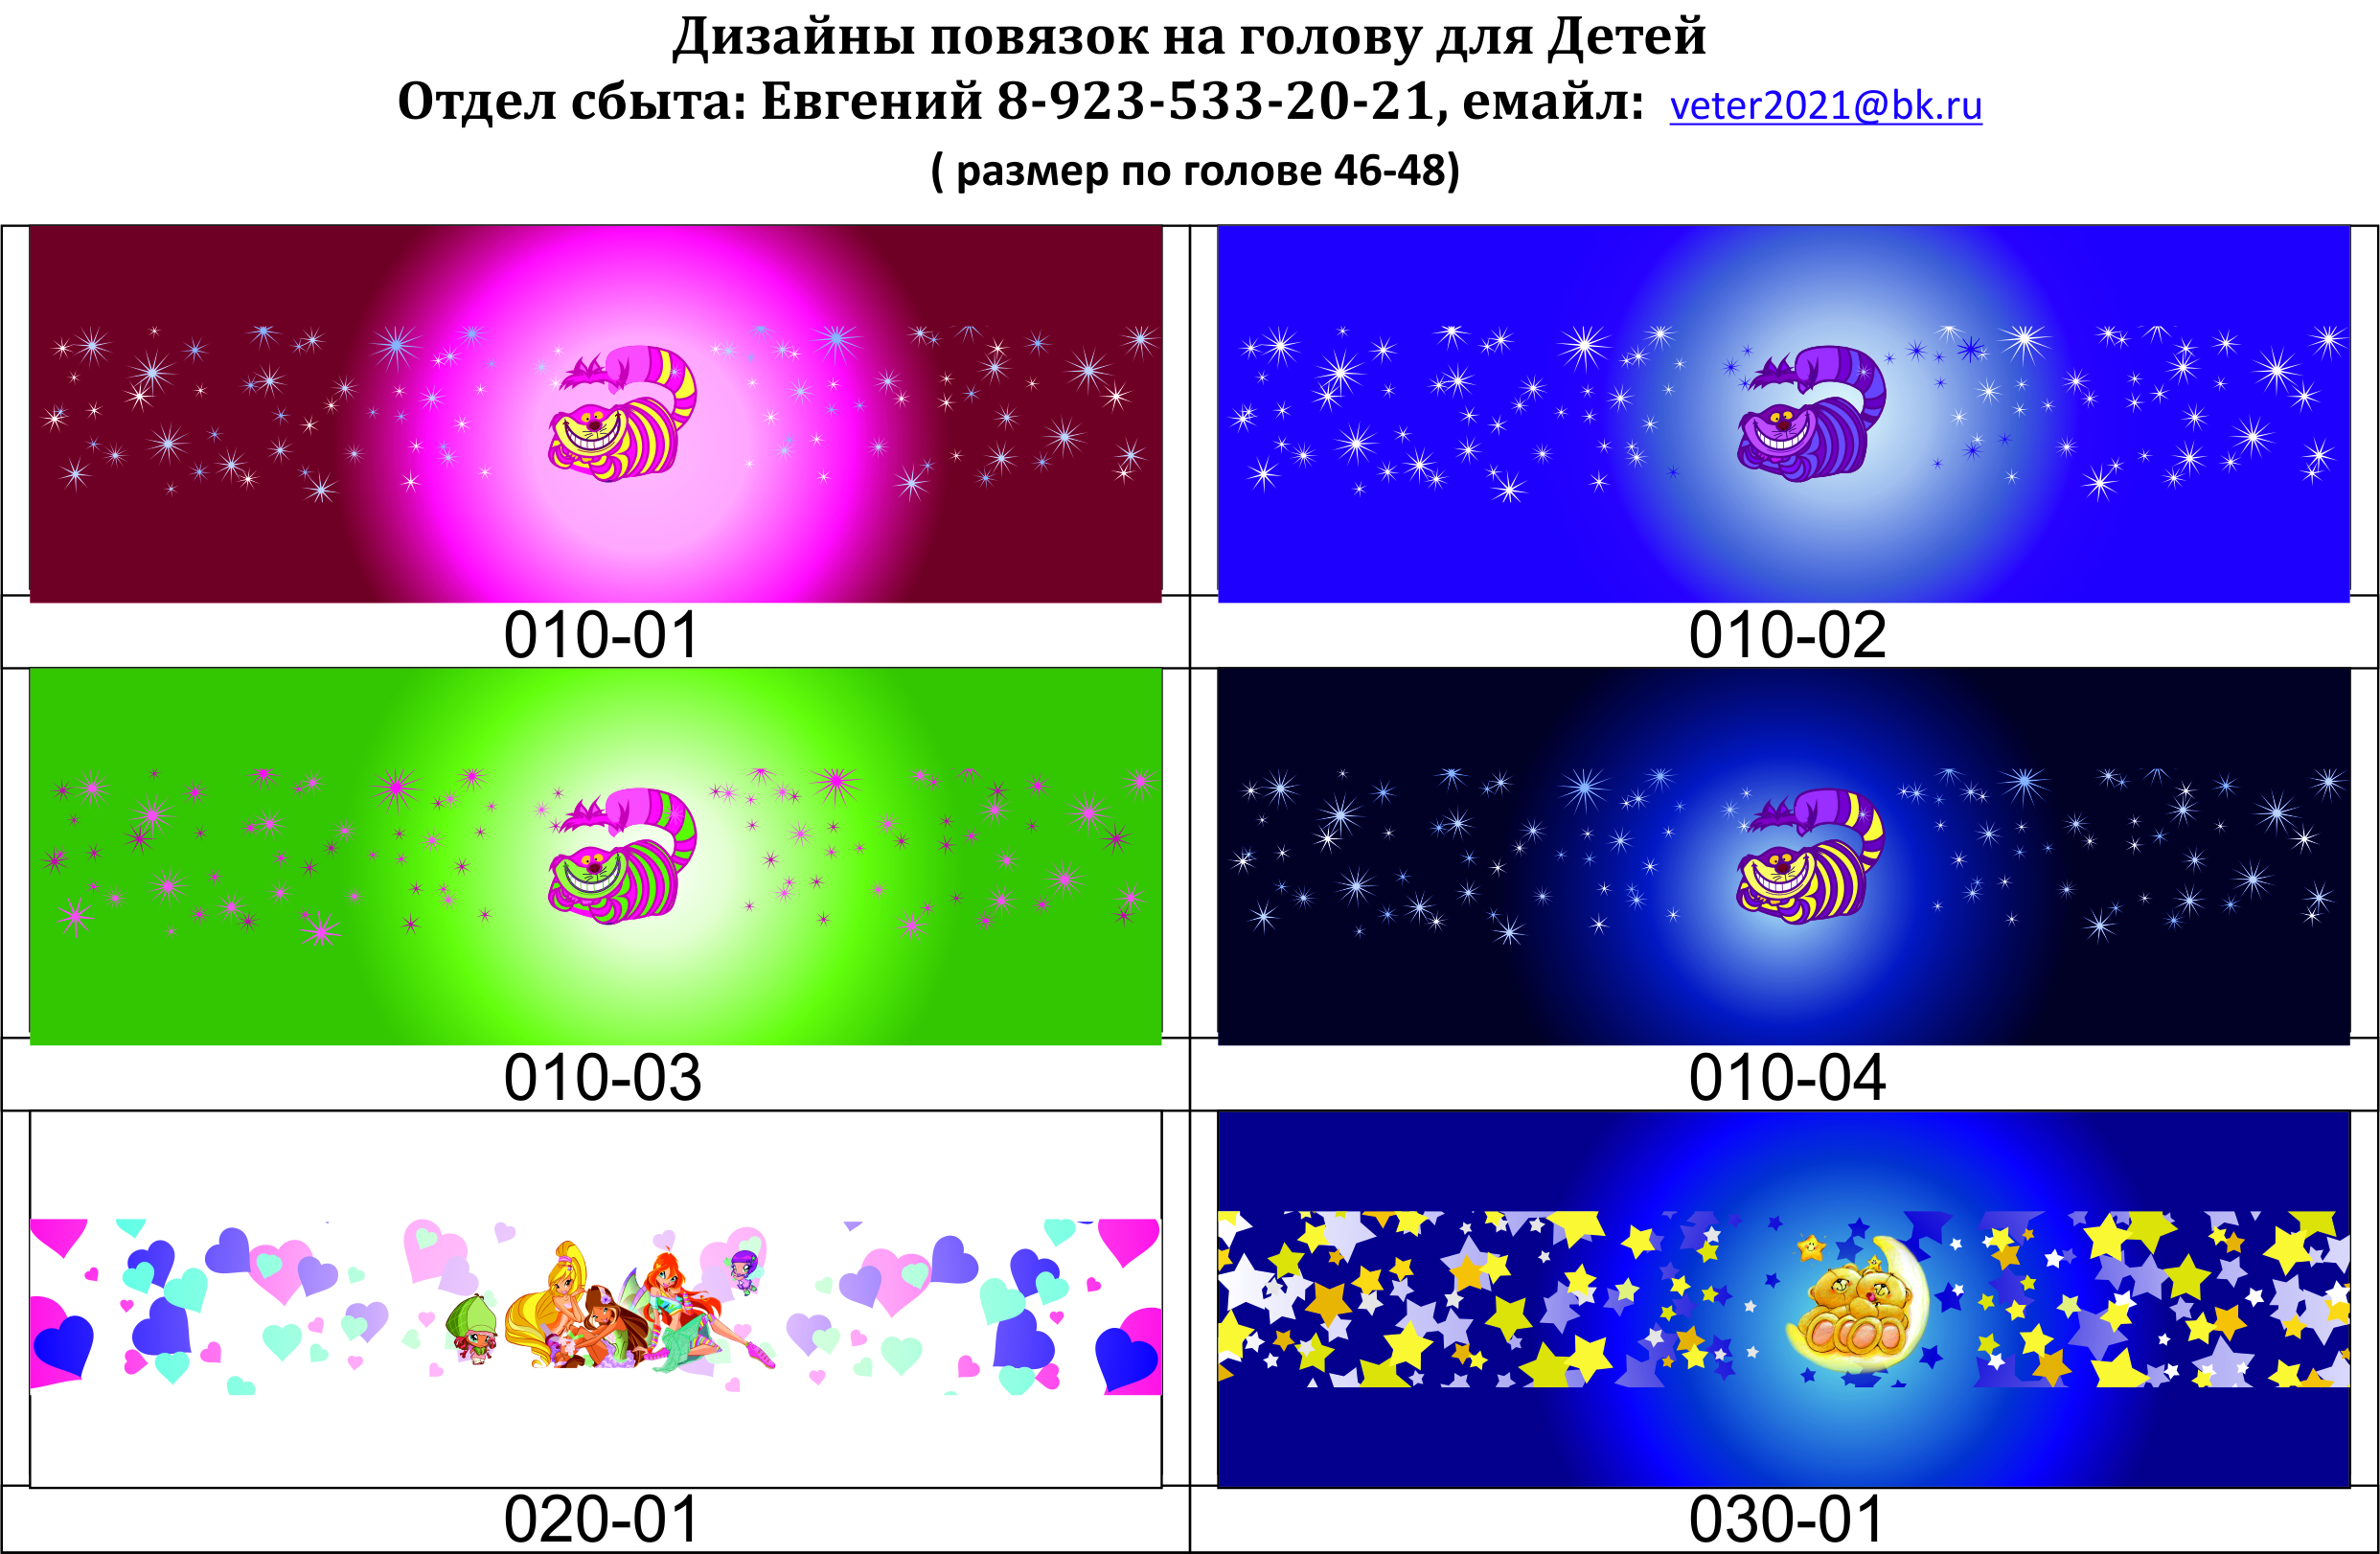 Дизайны повязок на голову для Детей
Отдел сбыта: Евгений 8-923-533-20-21, емайл: veter2021@bk.ru
( размер по голове 46-48)
010-01
010-02
010-03
010-04
020-01
030-01